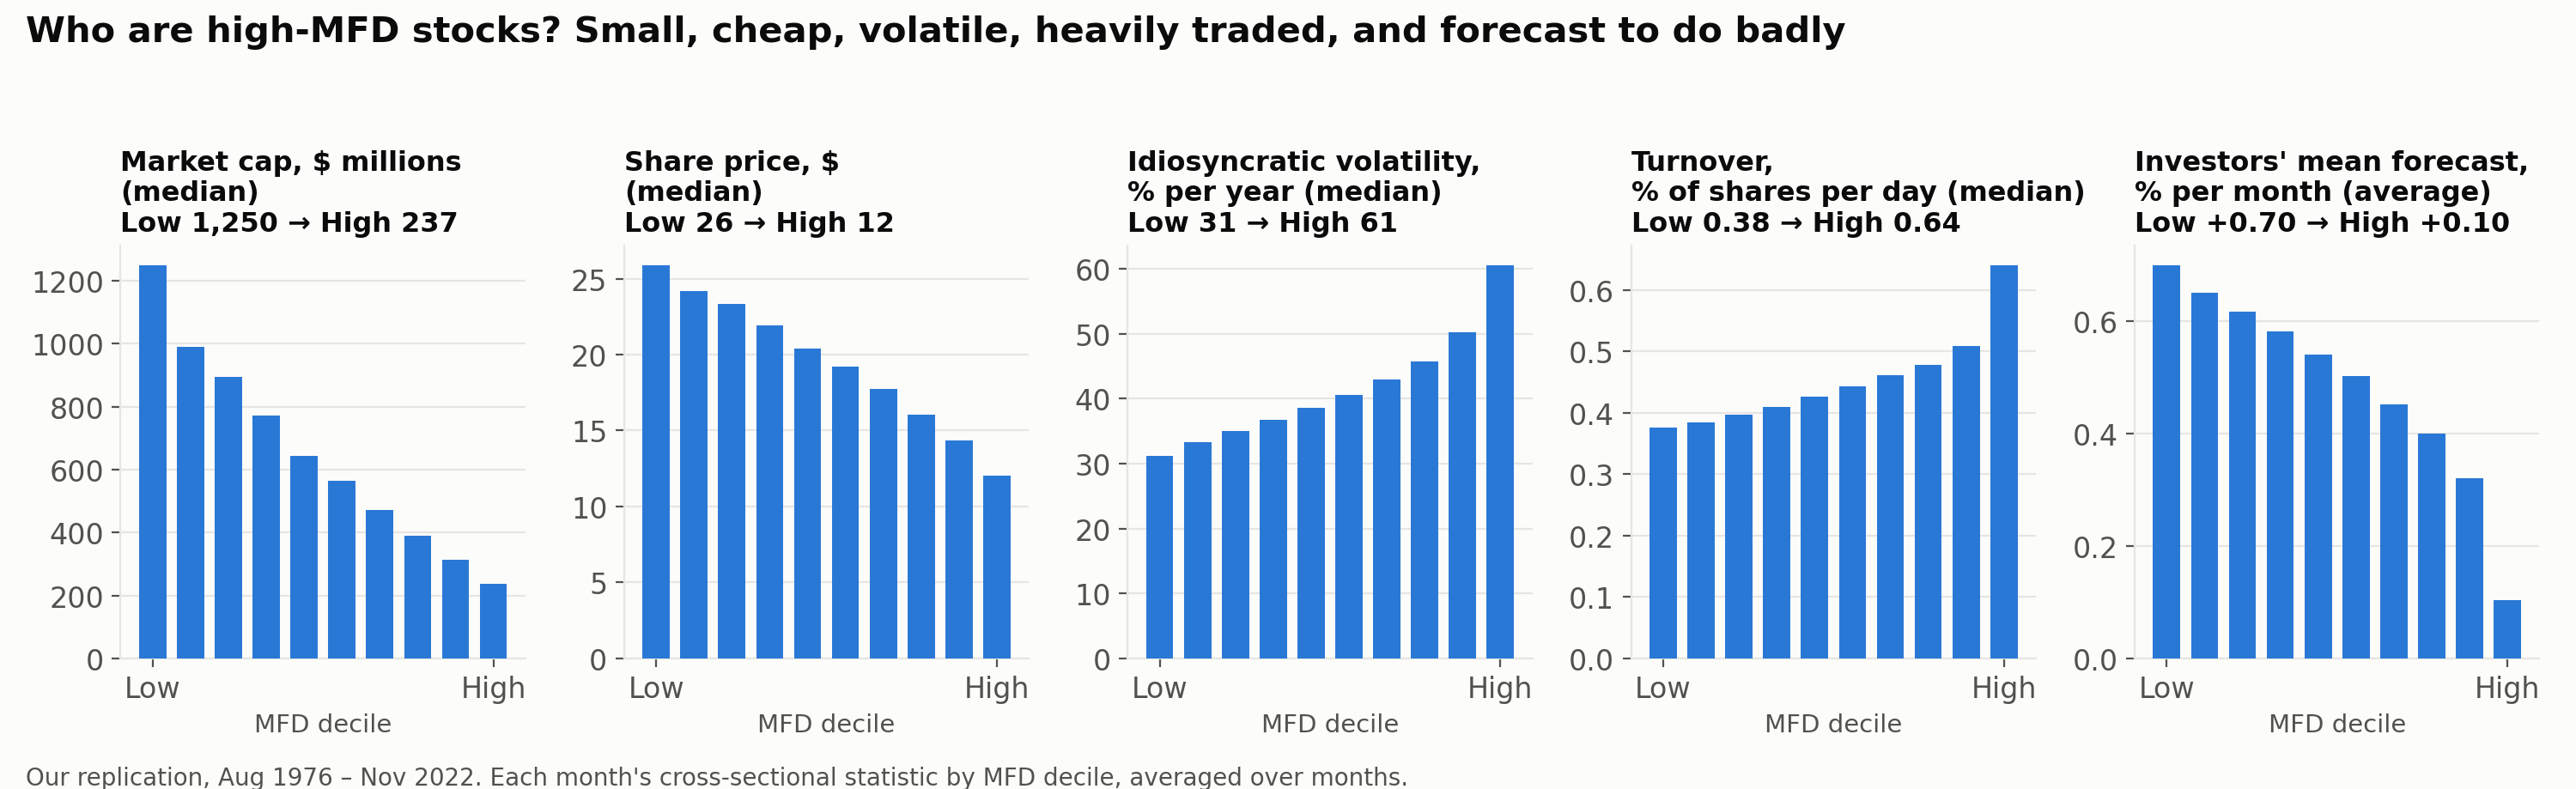 Who are high-MFD stocks? Small, cheap, volatile, heavily traded, and forecast to do badly
Market cap, $ millions
(median)
Low 1,250 → High 237
1200
1000
800
600
400
200
0
Low
High
MFD decile
Share price, $
(median)
Low 26 → High 12
25
20
15
10
5
0
Low
High
MFD decile
Idiosyncratic volatility,
% per year (median)
Low 31 → High 61
60
50
40
30
20
10
0
Low
High
MFD decile
Turnover,
% of shares per day (median)
Low 0.38 → High 0.64
0.6
0.5
0.4
0.3
0.2
0.1
0.0
Low
High
MFD decile
Investors' mean forecast,
% per month (average)
Low +0.70 → High +0.10
0.6
0.4
0.2
0.0
Low
High
MFD decile
Our replication, Aug 1976 – Nov 2022. Each month's cross-sectional statistic by MFD decile, averaged over months.